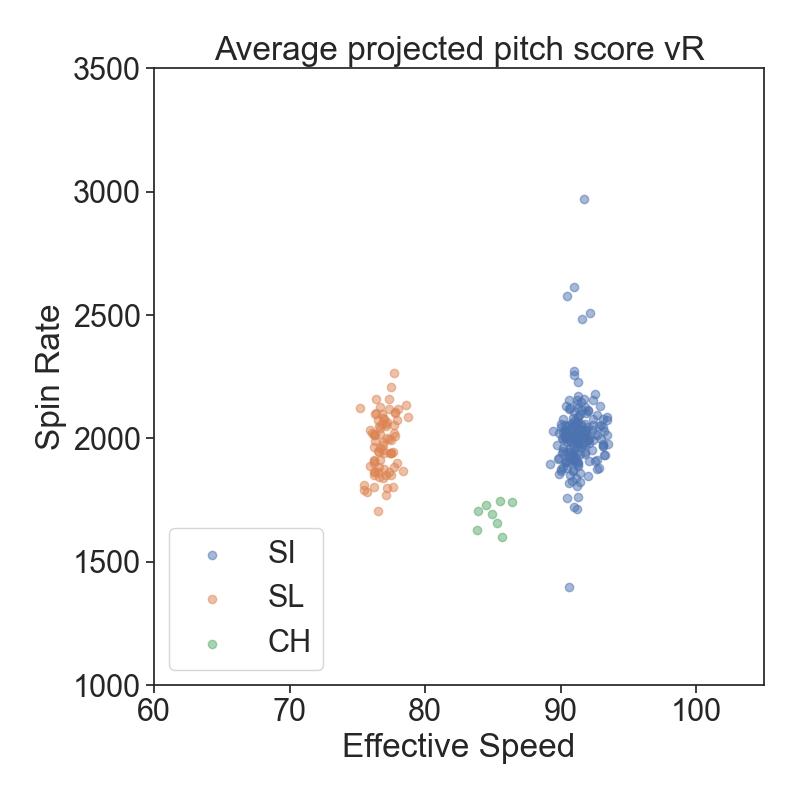 Average projected pitch score vR
3500
3000
2500
2000
1500
1000
Spin Rate
SI
SL
CH
60 70 80 90 100
Effective Speed